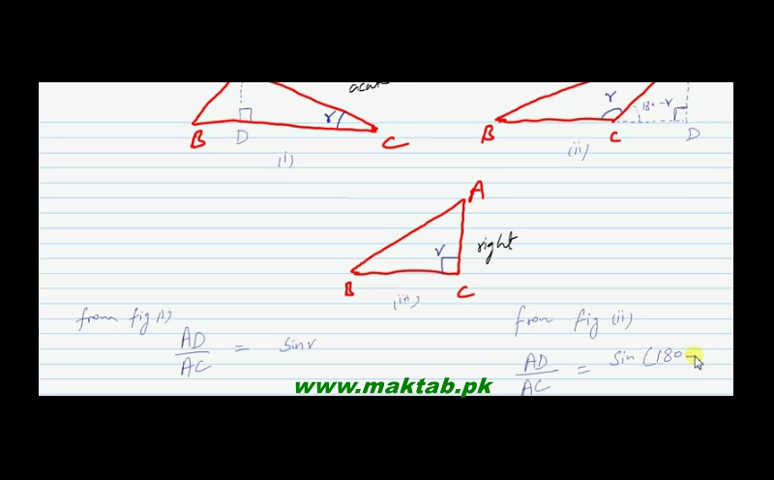 acut
r
r
180-r
B
D
C
B
C
D
(i)
(ii)
A
r
right
B
C
(iii)
from fig (i)
from fig (ii)
AD/AC = sin r
AD/AC = sin (180-
www.maktab.pk